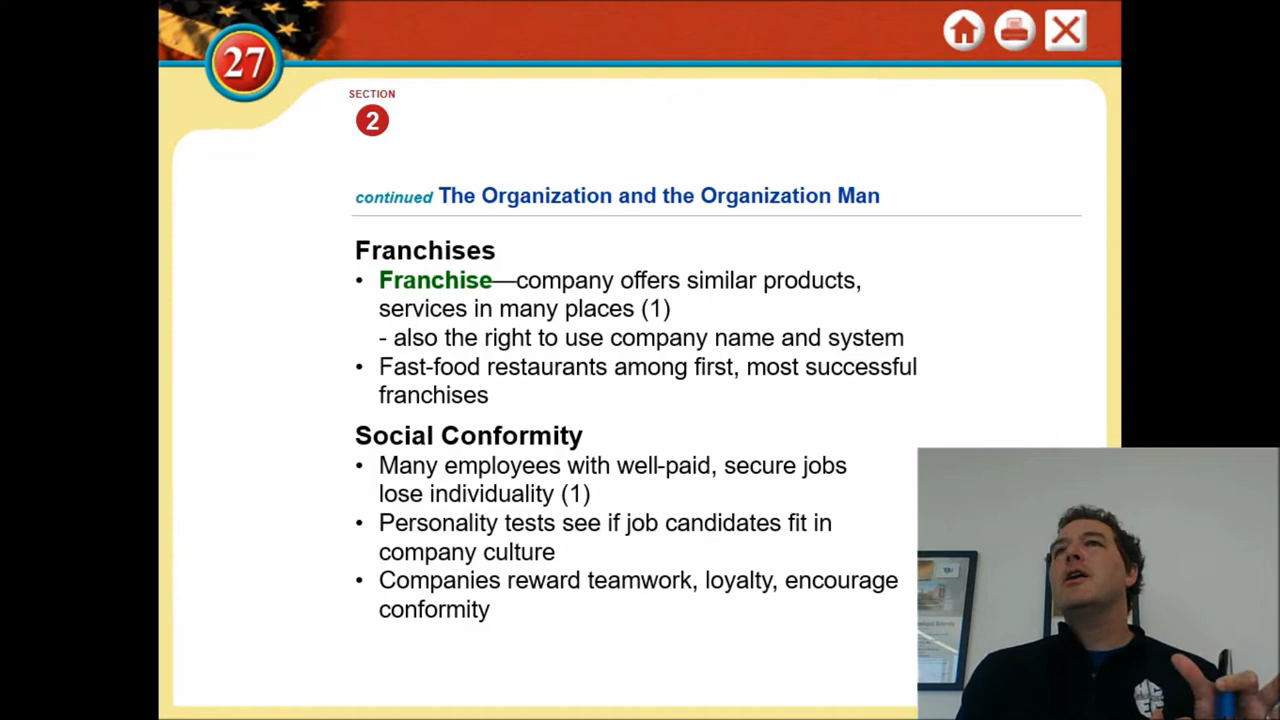 27
SECTION
2
continued The Organization and the Organization Man
Franchises
• Franchise—company offers similar products,
services in many places (1)
- also the right to use company name and system
• Fast-food restaurants among first, most successful
franchises
Social Conformity
• Many employees with well-paid, secure jobs
lose individuality (1)
• Personality tests see if job candidates fit in
company culture
• Companies reward teamwork, loyalty, encourage
conformity